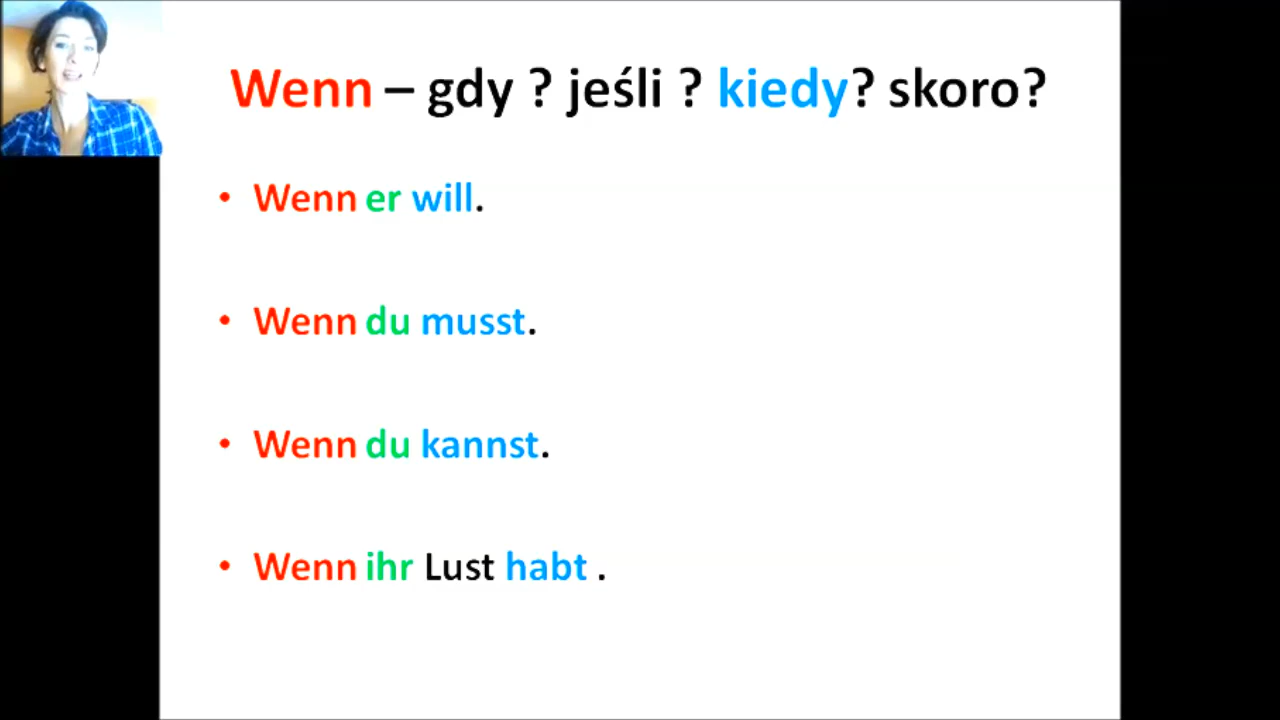 Wenn – gdy ? jeśli ? kiedy? skoro?
• Wenn er will.
• Wenn du musst.
• Wenn du kannst.
• Wenn ihr Lust habt .